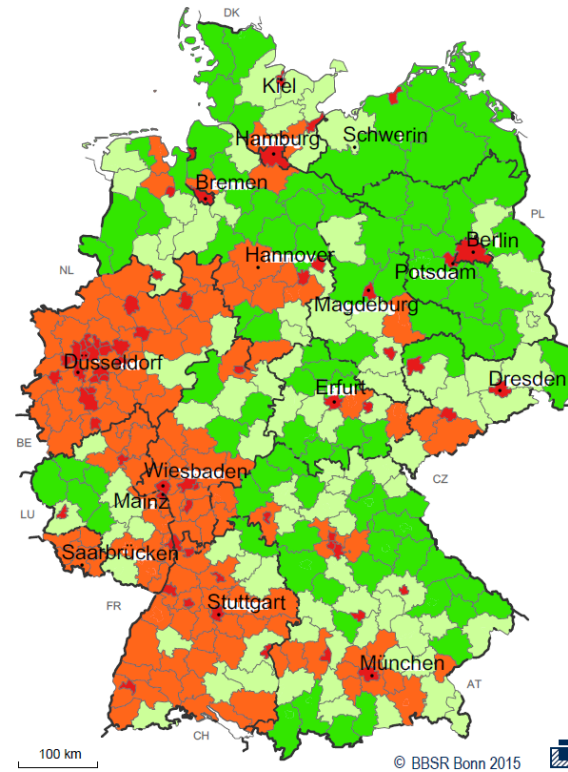 DK
Kiel
Hamburg
Schwerin
Bremen
PL
Berlin
Hannover
Potsdam
NL
Magdeburg
Düsseldorf
Erfurt
Dresden
BE
Wiesbaden
CZ
Mainz
LU
Saarbrücken
FR
Stuttgart
München
AT
CH
100 km
© BBSR Bonn 2015